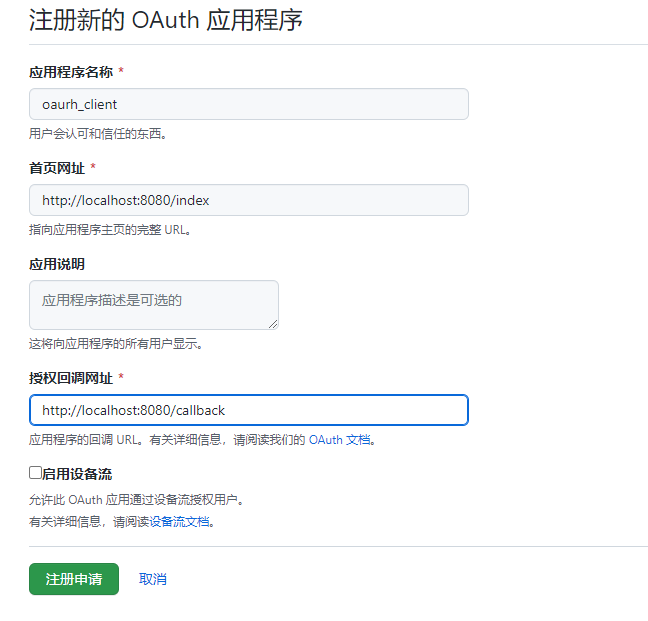 注册新的 OAuth 应用程序
应用程序名称 *
oaurh_client
用户会认可和信任的东西。
首页网址 *
http://localhost:8080/index
指向应用程序主页的完整 URL。
应用说明
应用程序描述是可选的
这将向应用程序的所有用户显示。
授权回调网址 *
http://localhost:8080/callback
应用程序的回调 URL。有关详细信息，请阅读我们的 OAuth 文档。
启用设备流
允许此 OAuth 应用通过设备流授权用户。
有关详细信息，请阅读设备流文档。
注册申请 取消